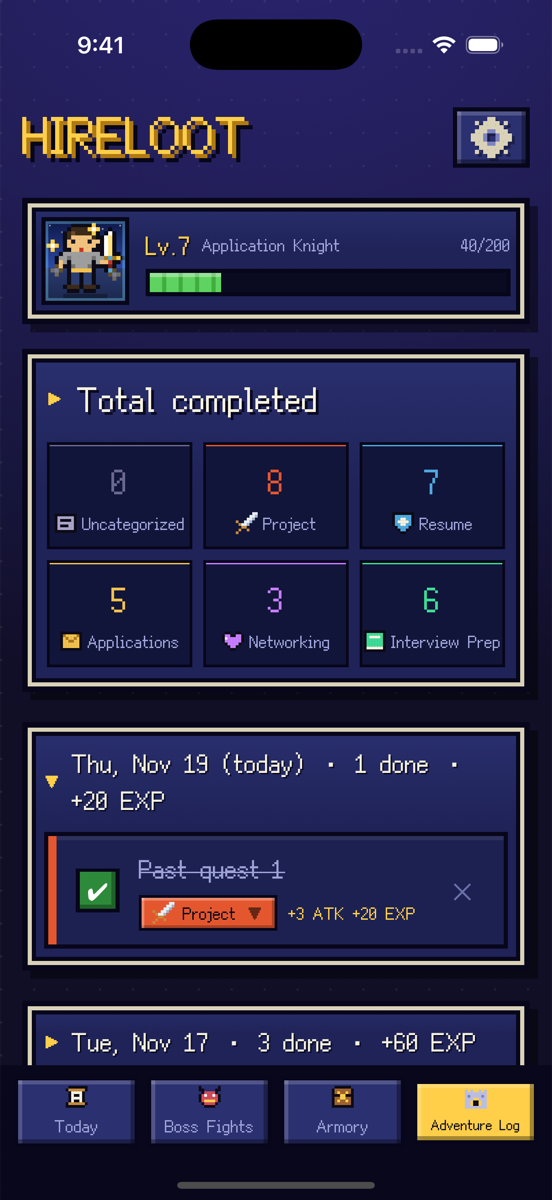 9:41
HIRELOOT
Lv.7 Application Knight 40/200
Total completed
0
Uncategorized
8
Project
7
Resume
5
Applications
3
Networking
6
Interview Prep
Thu, Nov 19 (today) · 1 done ·
+20 EXP
Past quest 1
Project ▼ +3 ATK +20 EXP
Tue, Nov 17 · 3 done · +60 EXP
Today
Boss Fights
Armory
Adventure Log